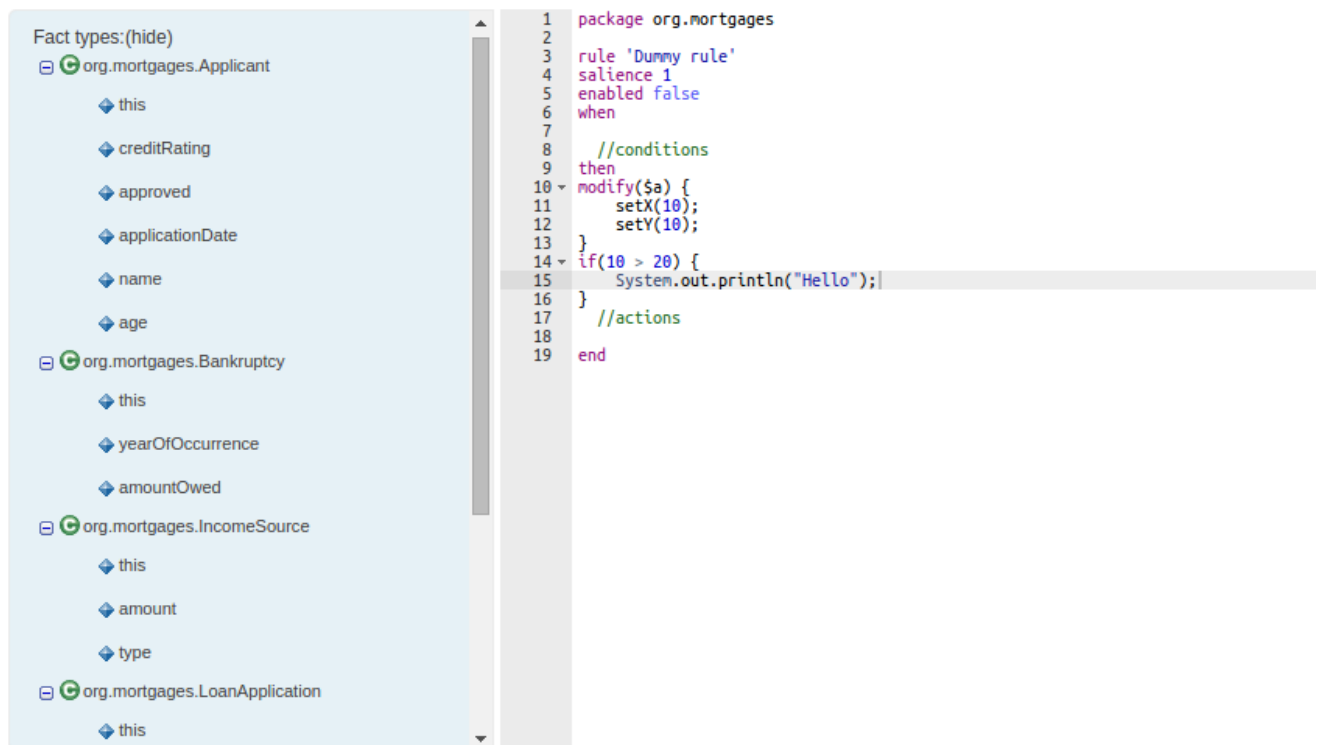 Fact types:(hide)
org.mortgages.Applicant
this
creditRating
approved
applicationDate
name
age
org.mortgages.Bankruptcy
this
yearOfOccurrence
amountOwed
org.mortgages.IncomeSource
this
amount
type
org.mortgages.LoanApplication
this
1 package org.mortgages
2
3 rule 'Dummy rule'
4 salience 1
5 enabled false
6 when
7
8   //conditions
9 then
10 modify($a) {
11     setX(10);
12     setY(10);
13 }
14 if(10 > 20) {
15     System.out.println("Hello");
16 }
17   //actions
18
19 end